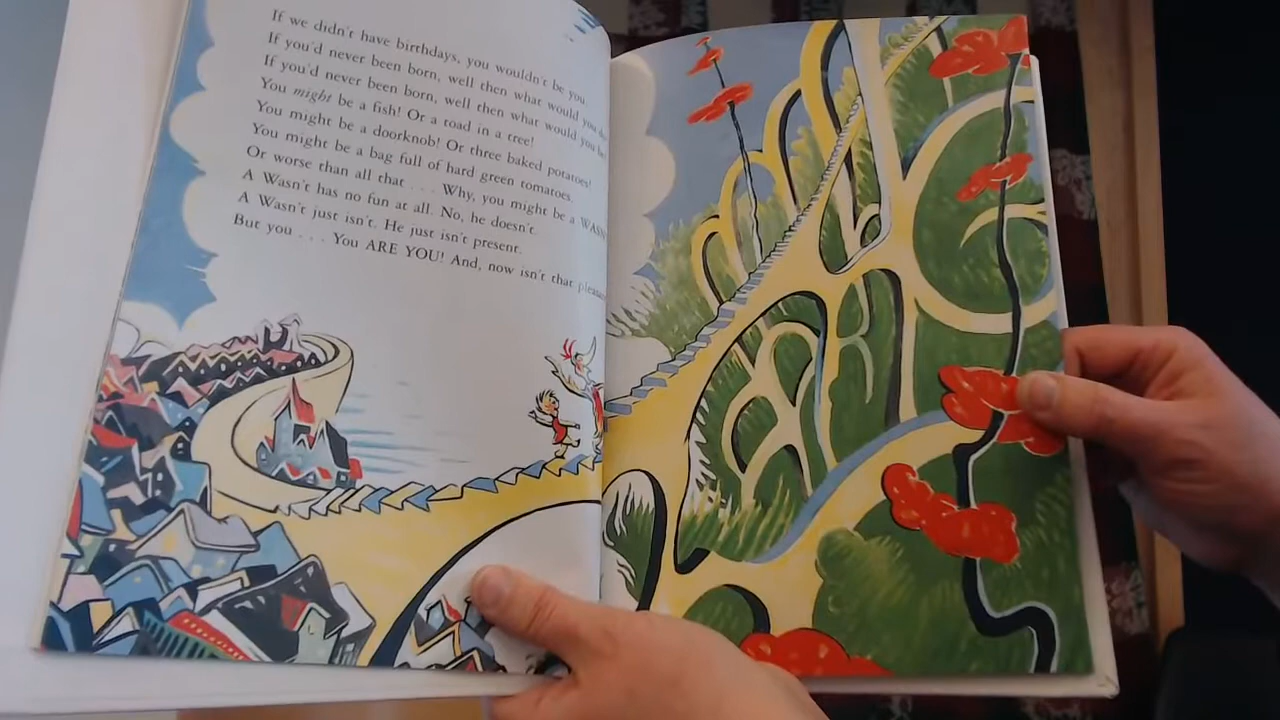 If we didn't have birthdays, you wouldn't be you.
If you'd never been born, well then what would you do?
If you'd never been born, well then what would you be?
You might be a fish! Or a toad in a tree!
You might be a doorknob! Or three baked potatoes!
You might be a bag full of hard green tomatoes.
Or worse than all that . . . Why, you might be a WASN'T!
A Wasn't has no fun at all. No, he doesn't.
A Wasn't just isn't. He just isn't present.
But you . . . You ARE YOU! And, now isn't that pleasant!